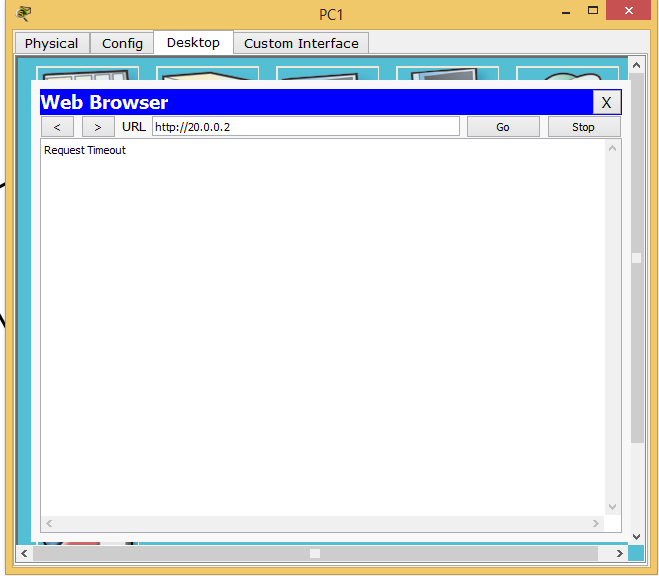 PC1
Physical Config Desktop Custom Interface
Web Browser X
< > URL http://20.0.0.2 Go Stop
Request Timeout